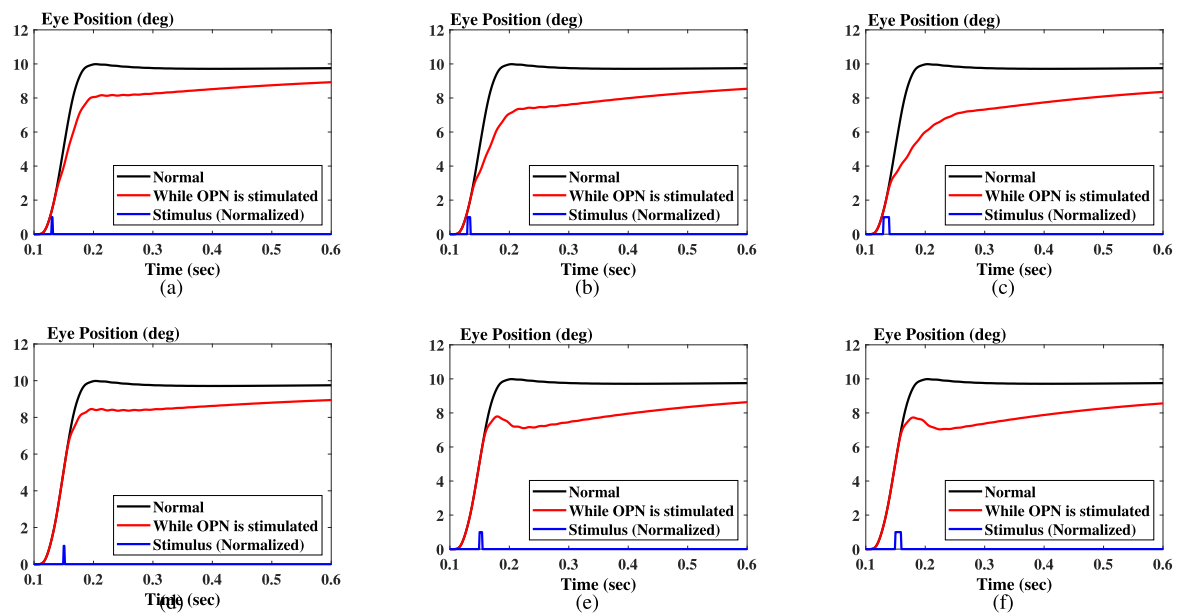 Eye Position (deg)
12
10
8
6
4
2
0
0.1 0.2 0.3 0.4 0.5 0.6
Normal
While OPN is stimulated
Stimulus (Normalized)
Time (sec)
(a)
Eye Position (deg)
12
10
8
6
4
2
0
0.1 0.2 0.3 0.4 0.5 0.6
Normal
While OPN is stimulated
Stimulus (Normalized)
Time (sec)
(b)
Eye Position (deg)
12
10
8
6
4
2
0
0.1 0.2 0.3 0.4 0.5 0.6
Normal
While OPN is stimulated
Stimulus (Normalized)
Time (sec)
(c)
Eye Position (deg)
12
10
8
6
4
2
0
0.1 0.2 0.3 0.4 0.5 0.6
Normal
While OPN is stimulated
Stimulus (Normalized)
Time (sec)
(d)
Eye Position (deg)
12
10
8
6
4
2
0
0.1 0.2 0.3 0.4 0.5 0.6
Normal
While OPN is stimulated
Stimulus (Normalized)
Time (sec)
(e)
Eye Position (deg)
12
10
8
6
4
2
0
0.1 0.2 0.3 0.4 0.5 0.6
Normal
While OPN is stimulated
Stimulus (Normalized)
Time (sec)
(f)